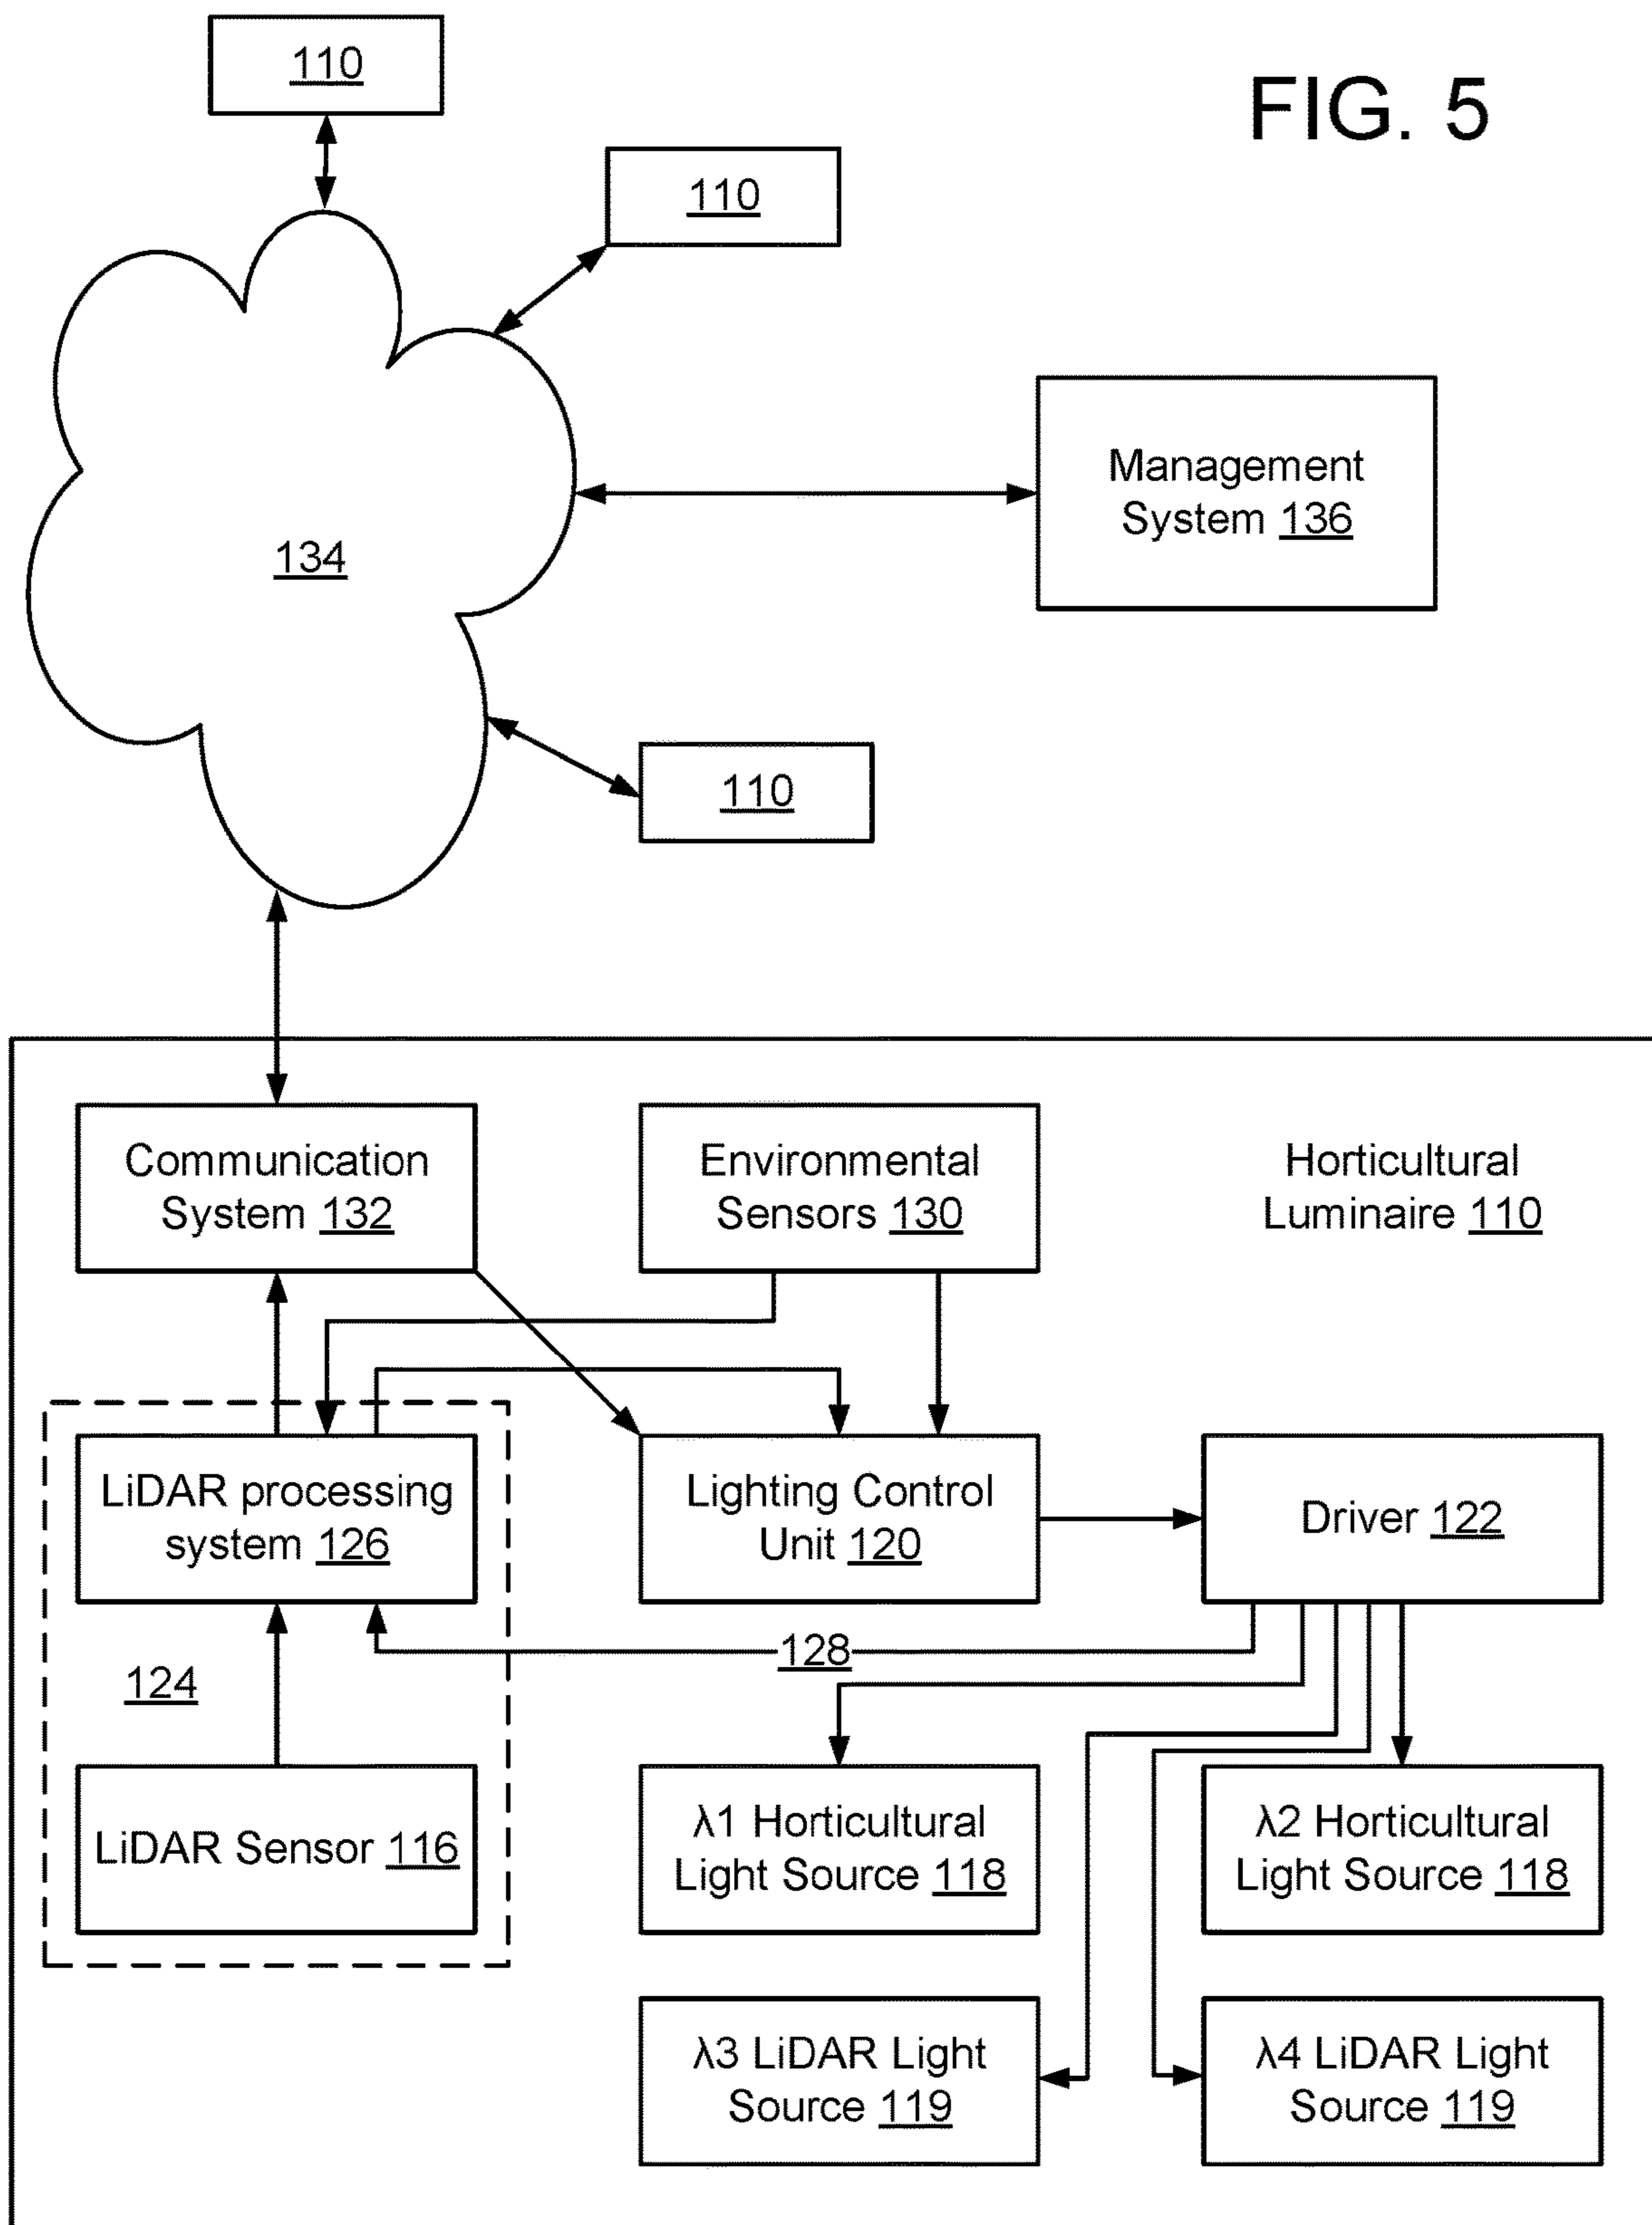 110
FIG. 5
110
Management
System 136
134
110
Communication
System 132
Environmental
Sensors 130
Horticultural
Luminaire 110
LiDAR processing
system 126
Lighting Control
Unit 120
Driver 122
128
124
LiDAR Sensor 116
λ1 Horticultural
Light Source 118
λ2 Horticultural
Light Source 118
λ3 LiDAR Light
Source 119
λ4 LiDAR Light
Source 119